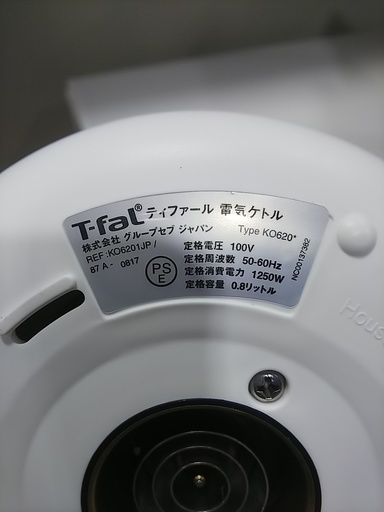 T-fal® ティファール 電気ケトル
株式会社 グループセブ ジャパン Type KO620*
REF:KO6201JP / 定格電圧 100V
87 A - 0817 定格周波数 50-60Hz
PS E 定格消費電力 1250W
定格容量 0.8リットル
NC00137382